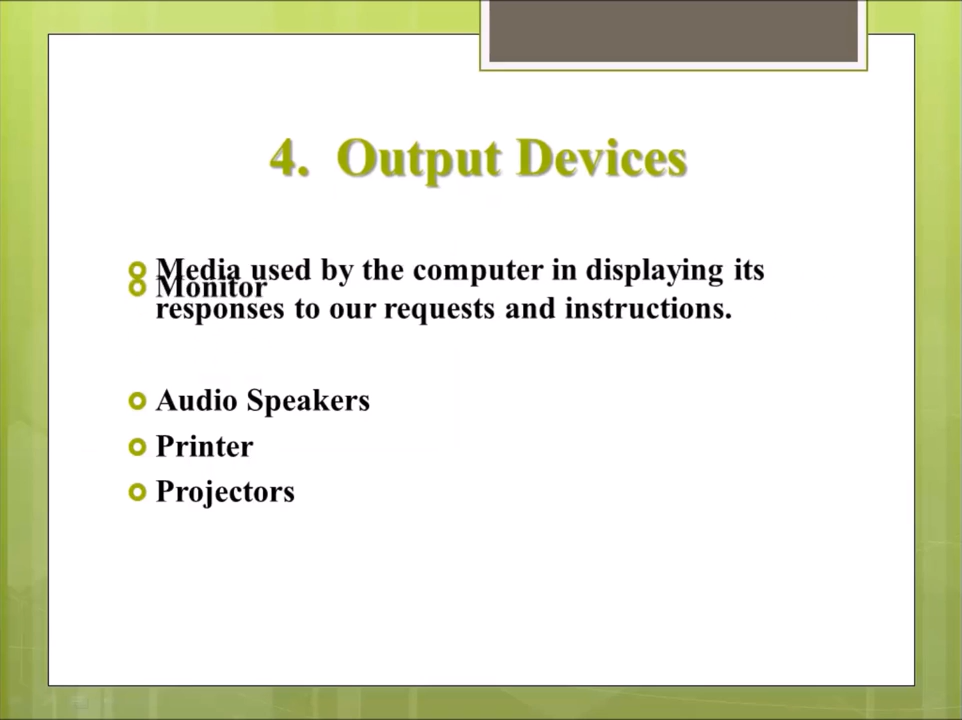 4. Output Devices
Media used by the computer in displaying its
Monitor
responses to our requests and instructions.
Audio Speakers
Printer
Projectors